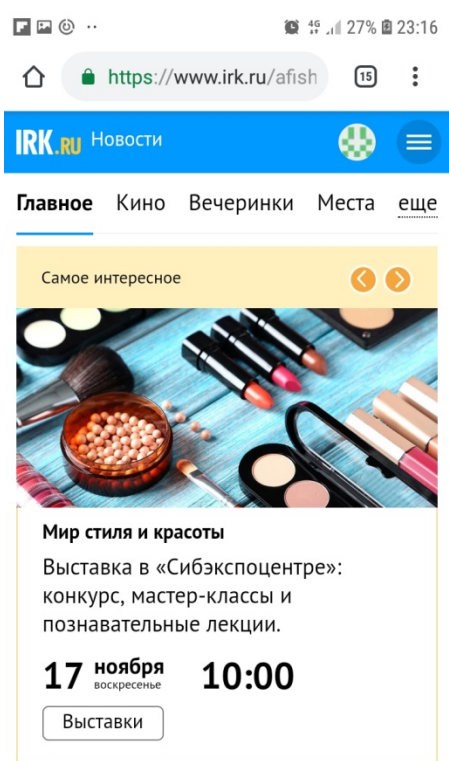 4G 27% 23:16
https://www.irk.ru/afish 15
IRK.RU Новости
Главное Кино Вечеринки Места еще
Самое интересное
Мир стиля и красоты
Выставка в «Сибэкспоцентре»:
конкурс, мастер-классы и
познавательные лекции.
17 ноября 10:00
воскресенье
Выставки